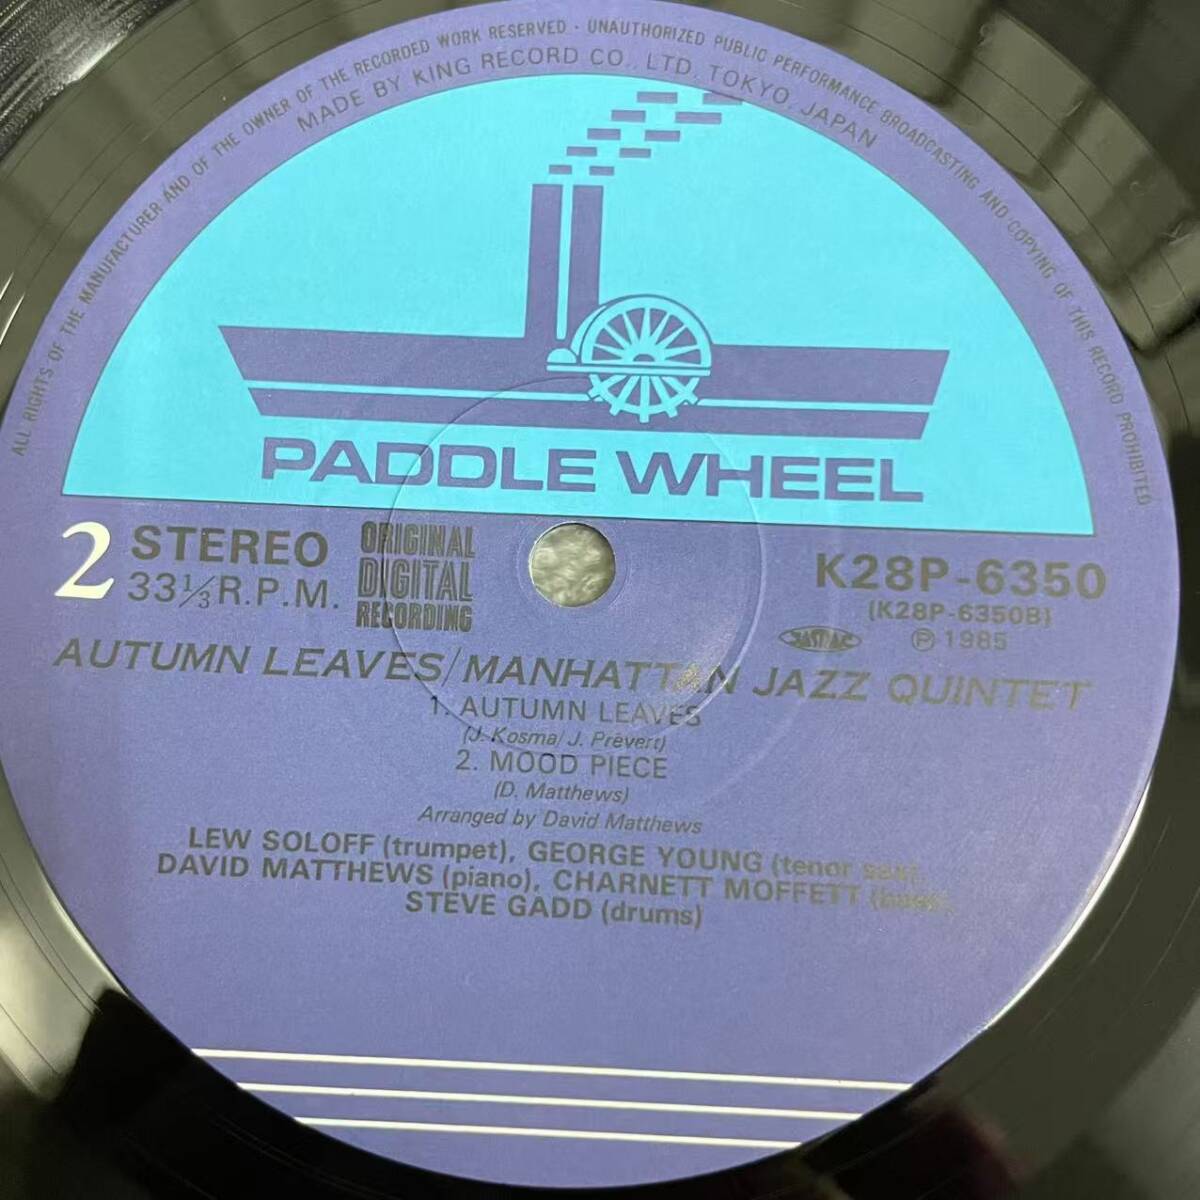 ALL RIGHTS OF THE MANUFACTURER AND OF THE OWNER OF THE RECORDED WORK RESERVED · UNAUTHORIZED PUBLIC PERFORMANCE BROADCASTING AND COPYING OF THIS RECORD PROHIBITED
MADE BY KING RECORD CO., LTD. TOKYO, JAPAN
PADDLE WHEEL
2 STEREO
33⅓ R.P.M.
ORIGINAL
DIGITAL
RECORDING
K28P-6350
(K28P-6350B)
JASRAC ℗ 1985
AUTUMN LEAVES/MANHATTAN JAZZ QUINTET
1. AUTUMN LEAVES
(J. Kosma/J. Prévert)
2. MOOD PIECE
(D. Matthews)
Arranged by David Matthews
LEW SOLOFF (trumpet), GEORGE YOUNG (tenor sax),
DAVID MATTHEWS (piano), CHARNETT MOFFETT (bass),
STEVE GADD (drums)